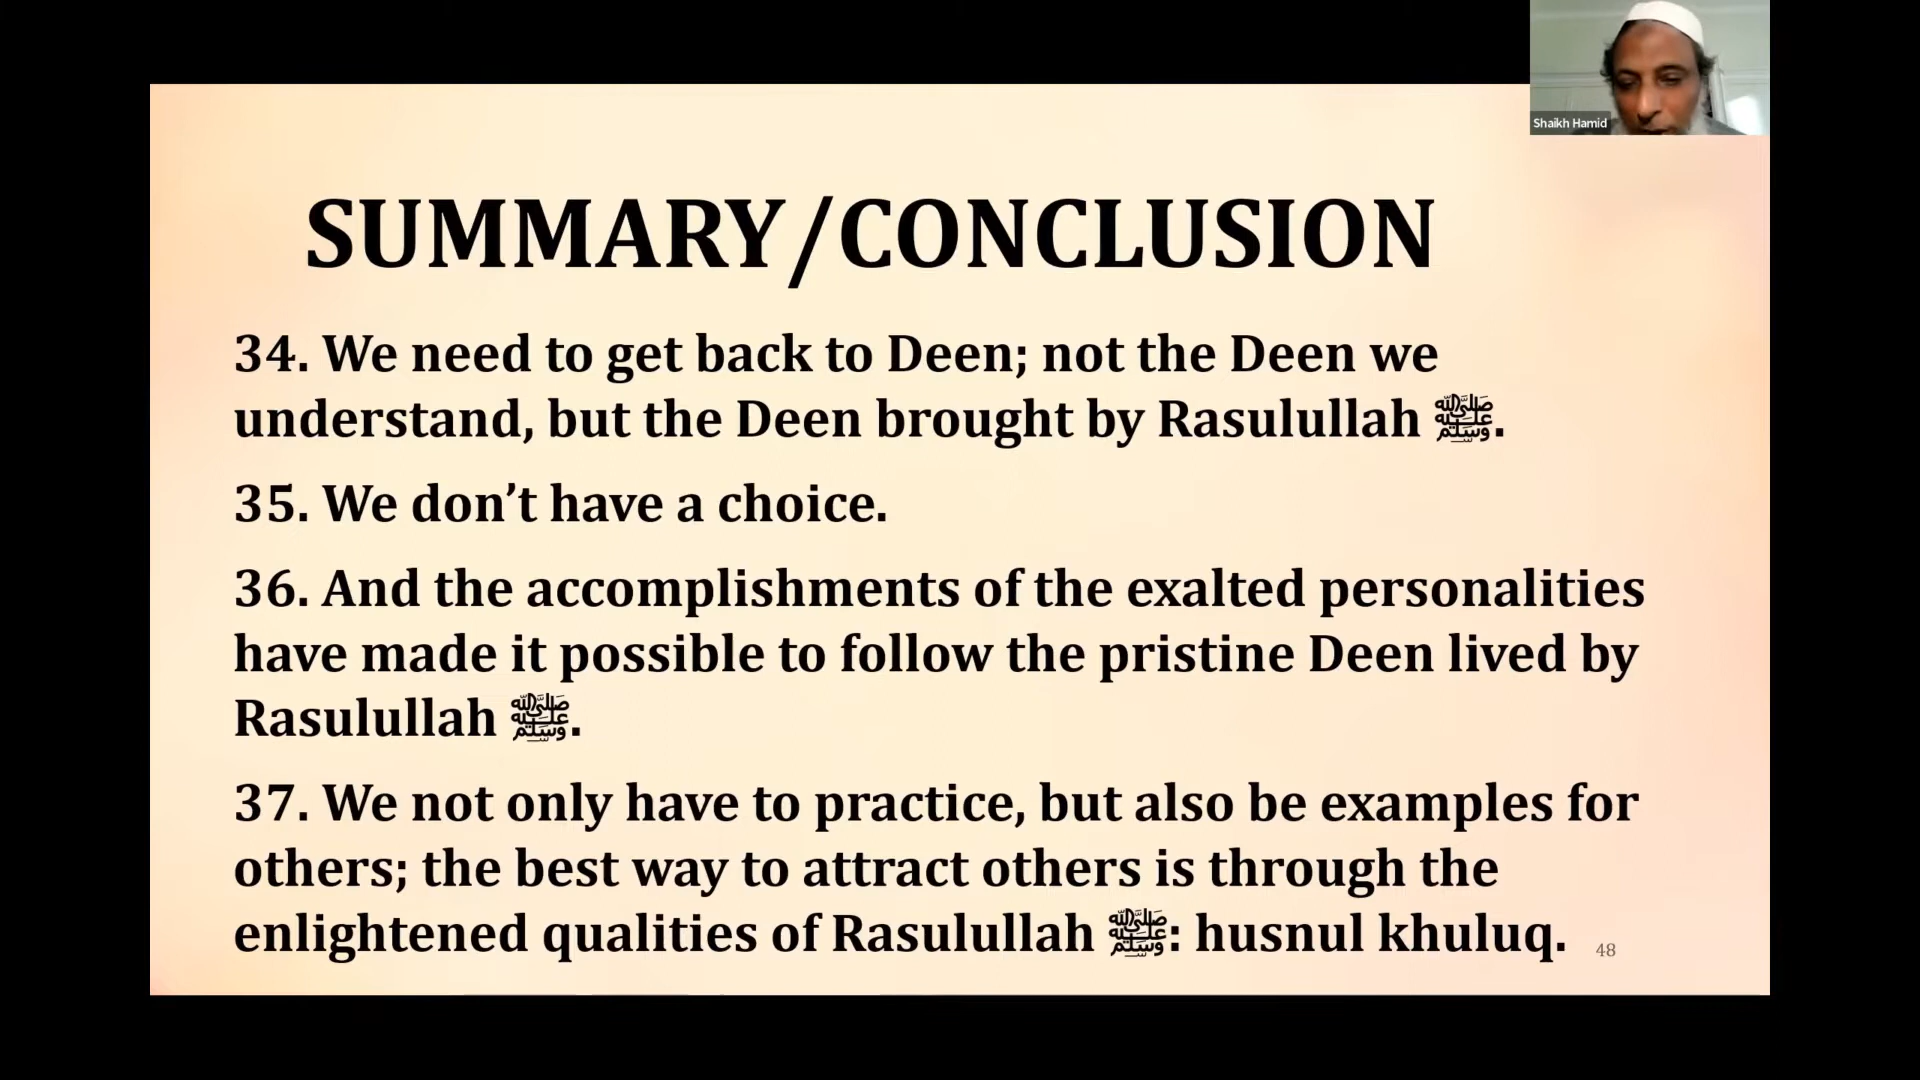 Shaikh Hamid
SUMMARY/CONCLUSION
34. We need to get back to Deen; not the Deen we
understand, but the Deen brought by Rasulullah ﷺ.
35. We don’t have a choice.
36. And the accomplishments of the exalted personalities
have made it possible to follow the pristine Deen lived by
Rasulullah ﷺ.
37. We not only have to practice, but also be examples for
others; the best way to attract others is through the
enlightened qualities of Rasulullah ﷺ: husnul khuluq.
48